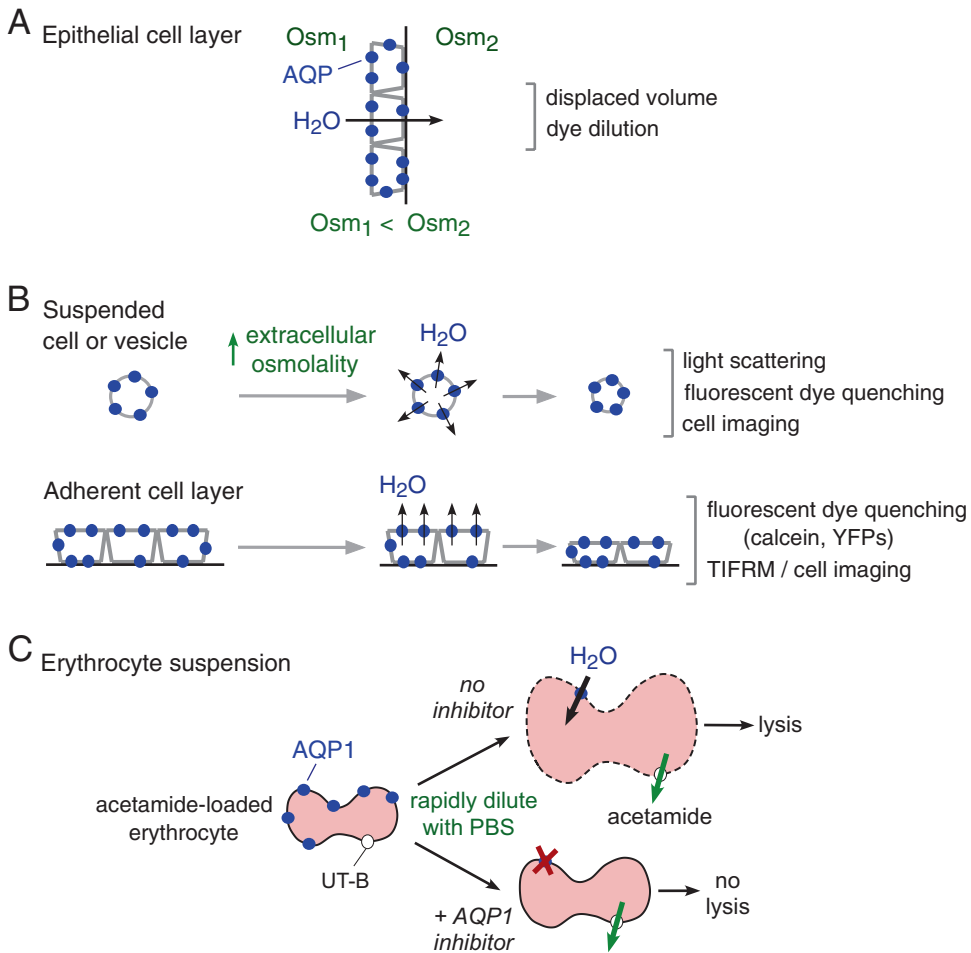 A
Epithelial cell layer
Osm1
Osm2
AQP
H2O
displaced volume
dye dilution
Osm1 < Osm2
B
Suspended
cell or vesicle
extracellular
osmolality
H2O
light scattering
fluorescent dye quenching
cell imaging
Adherent cell layer
H2O
fluorescent dye quenching
(calcein, YFPs)
TIFRM / cell imaging
C
Erythrocyte suspension
H2O
no
inhibitor
lysis
AQP1
acetamide-loaded
erythrocyte
rapidly dilute
with PBS
acetamide
UT-B
+ AQP1
inhibitor
no
lysis